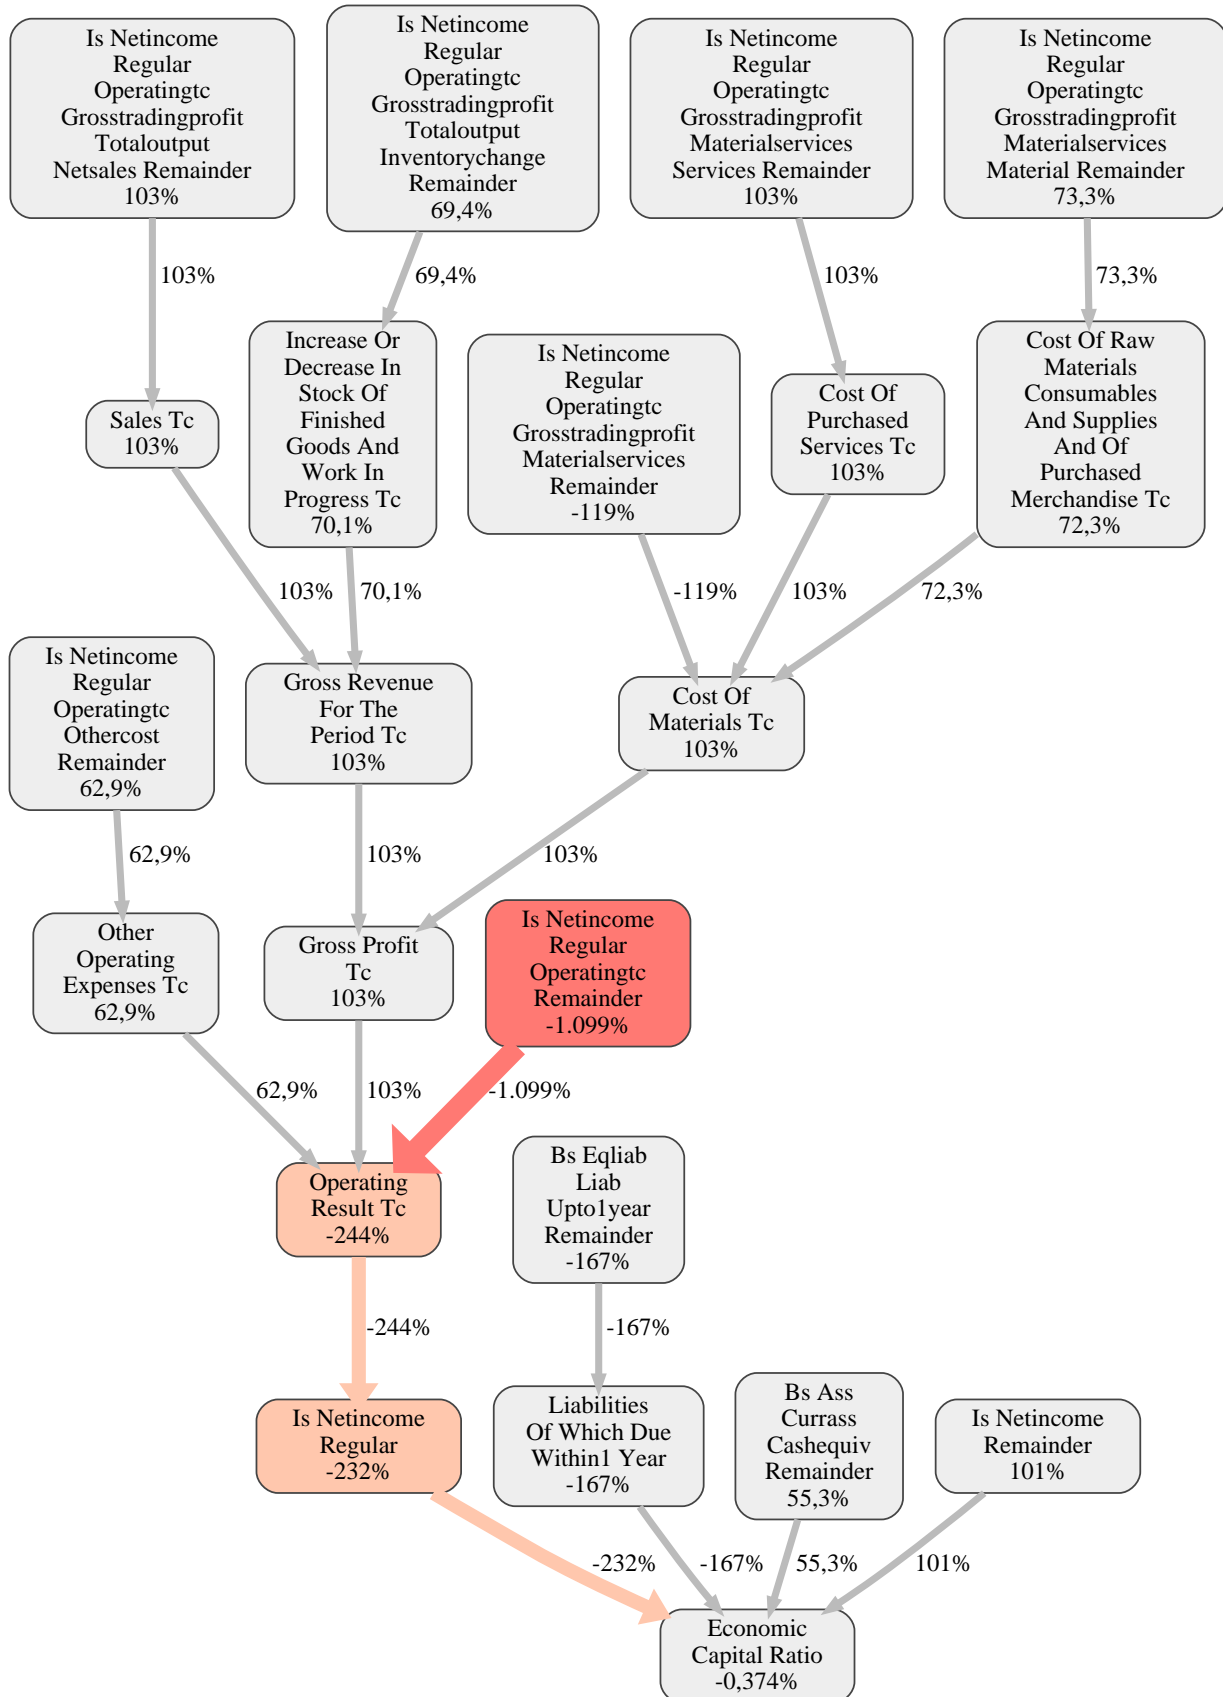 Is Netincome
Regular
Operatingtc
Grosstradingprofit
Totaloutput
Netsales Remainder
103%
Is Netincome
Regular
Operatingtc
Grosstradingprofit
Totaloutput
Inventorychange
Remainder
69,4%
Is Netincome
Regular
Operatingtc
Grosstradingprofit
Materialservices
Services Remainder
103%
Is Netincome
Regular
Operatingtc
Grosstradingprofit
Materialservices
Material Remainder
73,3%
103%
69,4%
103%
73,3%
Sales Tc
103%
Increase Or
Decrease In
Stock Of
Finished
Goods And
Work In
Progress Tc
70,1%
Is Netincome
Regular
Operatingtc
Grosstradingprofit
Materialservices
Remainder
-119%
Cost Of
Purchased
Services Tc
103%
Cost Of Raw
Materials
Consumables
And Supplies
And Of
Purchased
Merchandise Tc
72,3%
103%
70,1%
-119%
103%
72,3%
Is Netincome
Regular
Operatingtc
Othercost
Remainder
62,9%
Gross Revenue
For The
Period Tc
103%
Cost Of
Materials Tc
103%
62,9%
103%
103%
Other
Operating
Expenses Tc
62,9%
Gross Profit
Tc
103%
Is Netincome
Regular
Operatingtc
Remainder
-1.099%
62,9%
103%
-1.099%
Operating
Result Tc
-244%
Bs Eqliab
Liab
Upto1year
Remainder
-167%
-244%
-167%
Is Netincome
Regular
-232%
Liabilities
Of Which Due
Within1 Year
-167%
Bs Ass
Currass
Cashequiv
Remainder
55,3%
Is Netincome
Remainder
101%
-232%
-167%
55,3%
101%
Economic
Capital Ratio
-0,374%